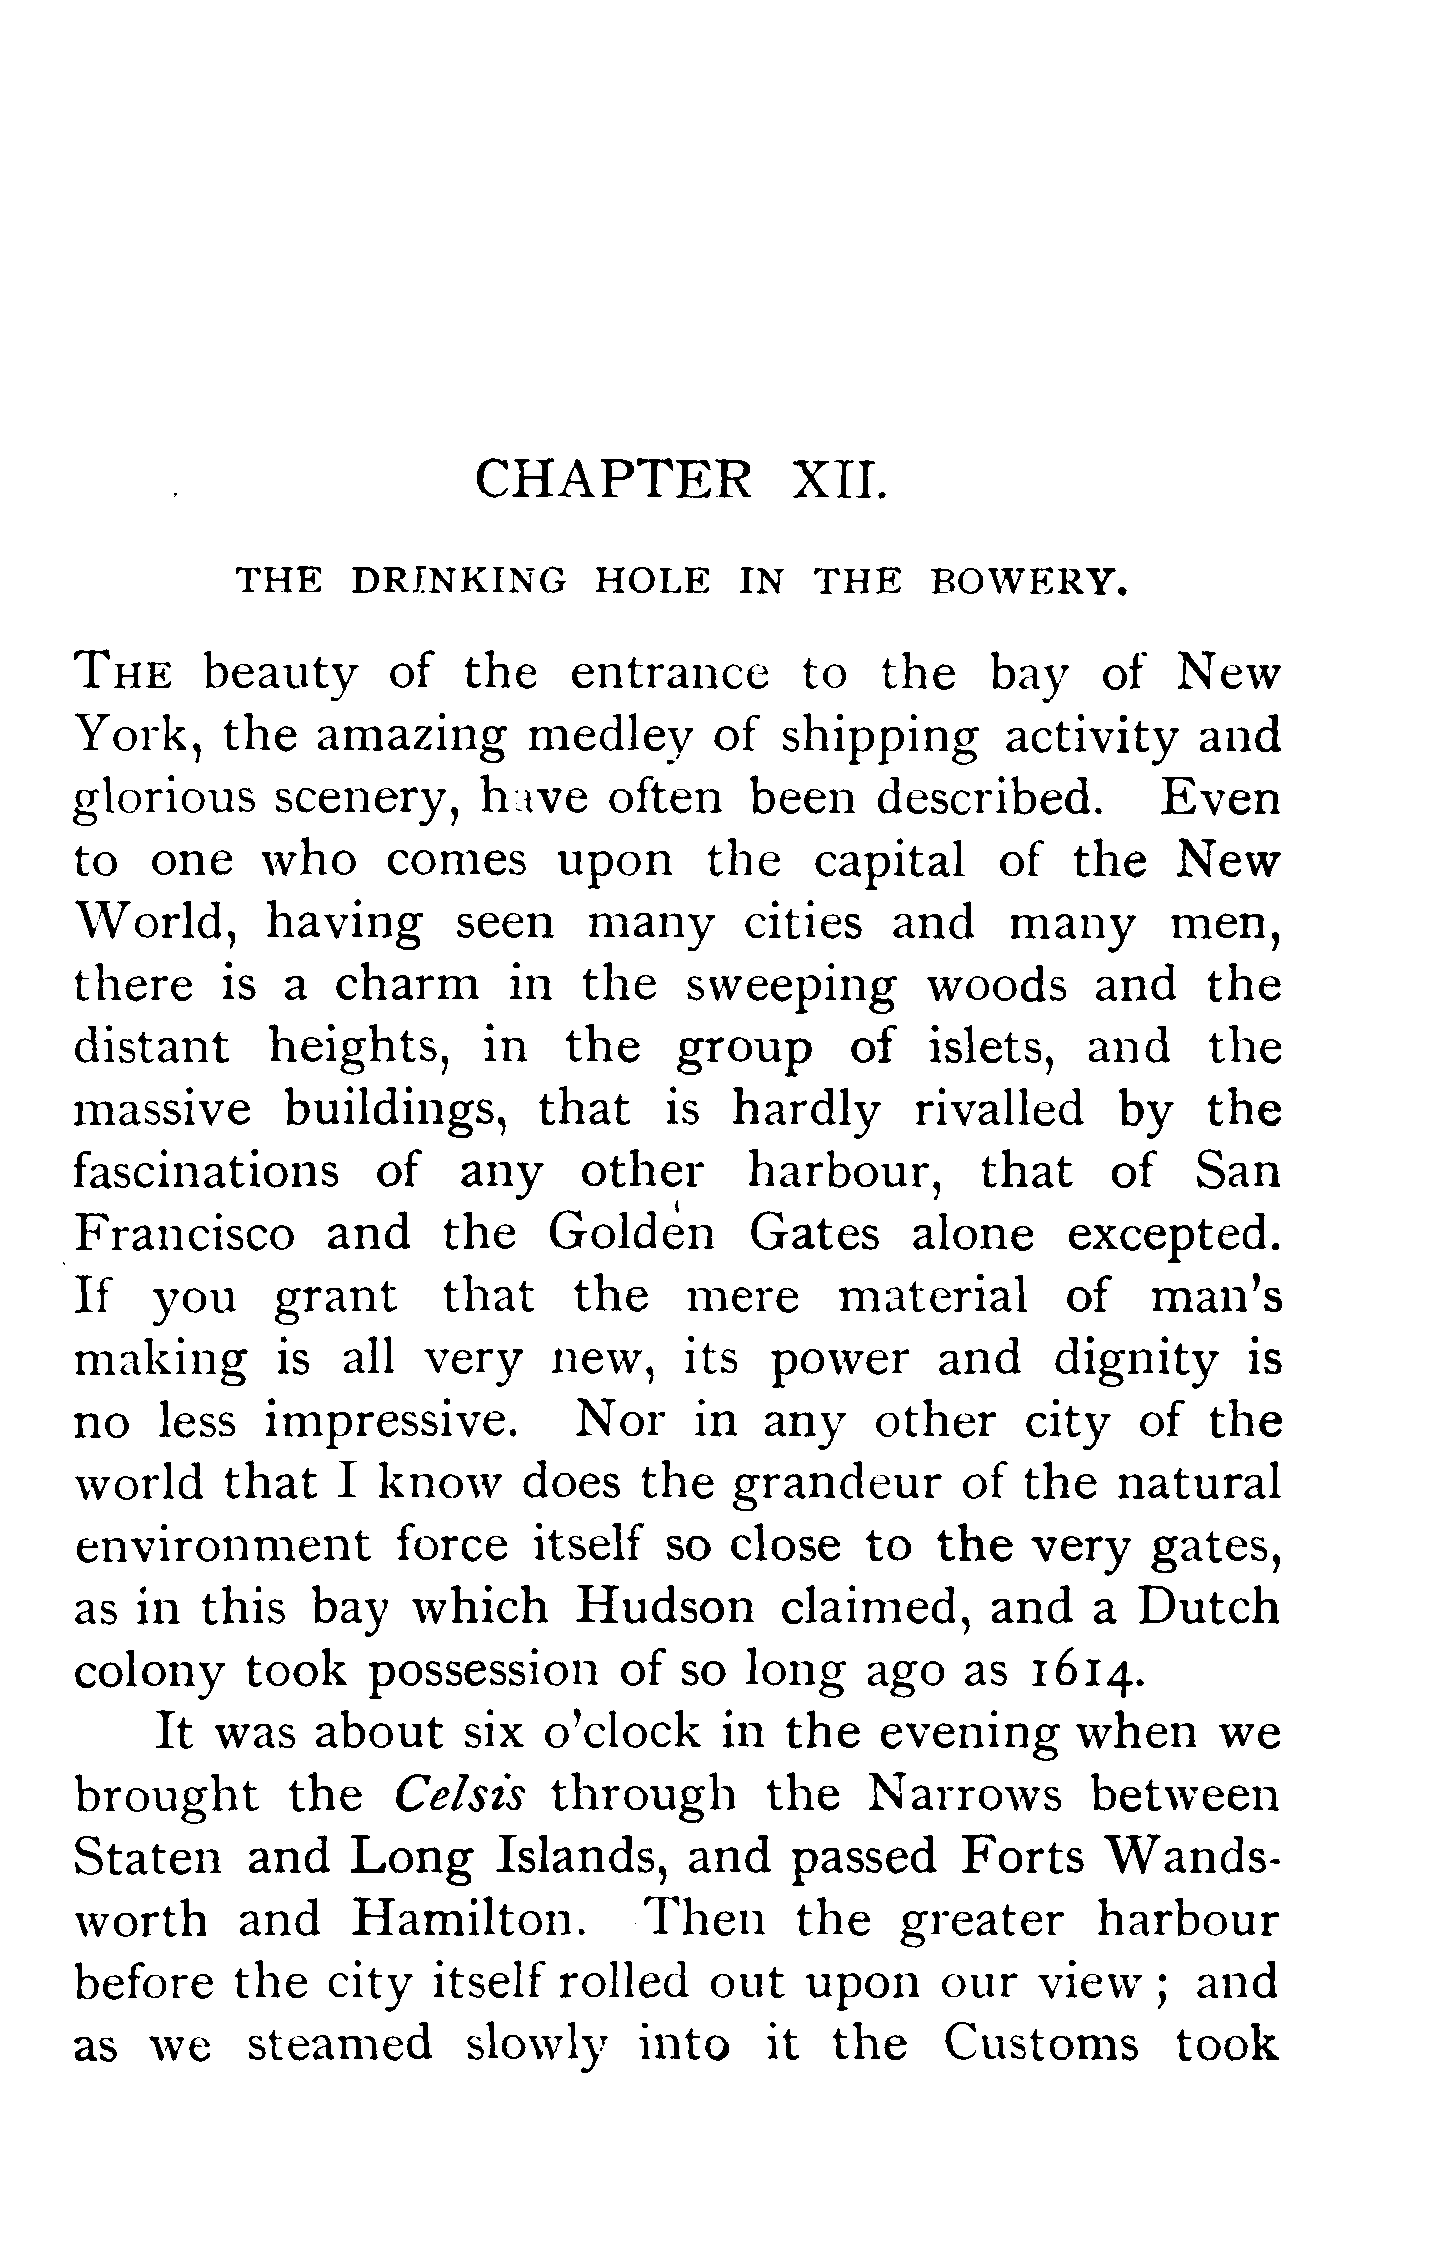 CHAPTER XII.
THE DRINKING HOLE IN THE BOWERY.
THE beauty of the entrance to the bay of New
York, the amazing medley of shipping activity and
glorious scenery, have often been described. Even
to one who comes upon the capital of the New
World, having seen many cities and many men,
there is a charm in the sweeping woods and the
distant heights, in the group of islets, and the
massive buildings, that is hardly rivalled by the
fascinations of any other harbour, that of San
Francisco and the Golden Gates alone excepted.
If you grant that the mere material of man's
making is all very new, its power and dignity is
no less impressive. Nor in any other city of the
world that I know does the grandeur of the natural
environment force itself so close to the very gates,
as in this bay which Hudson claimed, and a Dutch
colony took possession of so long ago as 1614.
It was about six o'clock in the evening when we
brought the Celsis through the Narrows between
Staten and Long Islands, and passed Forts Wands-
worth and Hamilton. Then the greater harbour
before the city itself rolled out upon our view; and
as we steamed slowly into it the Customs took